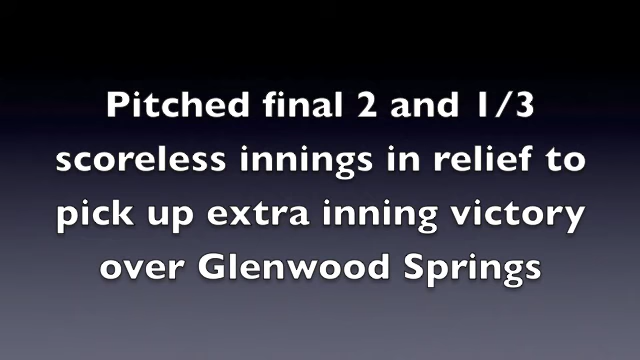 Pitched final 2 and 1/3
scoreless innings in relief to
pick up extra inning victory
over Glenwood Springs